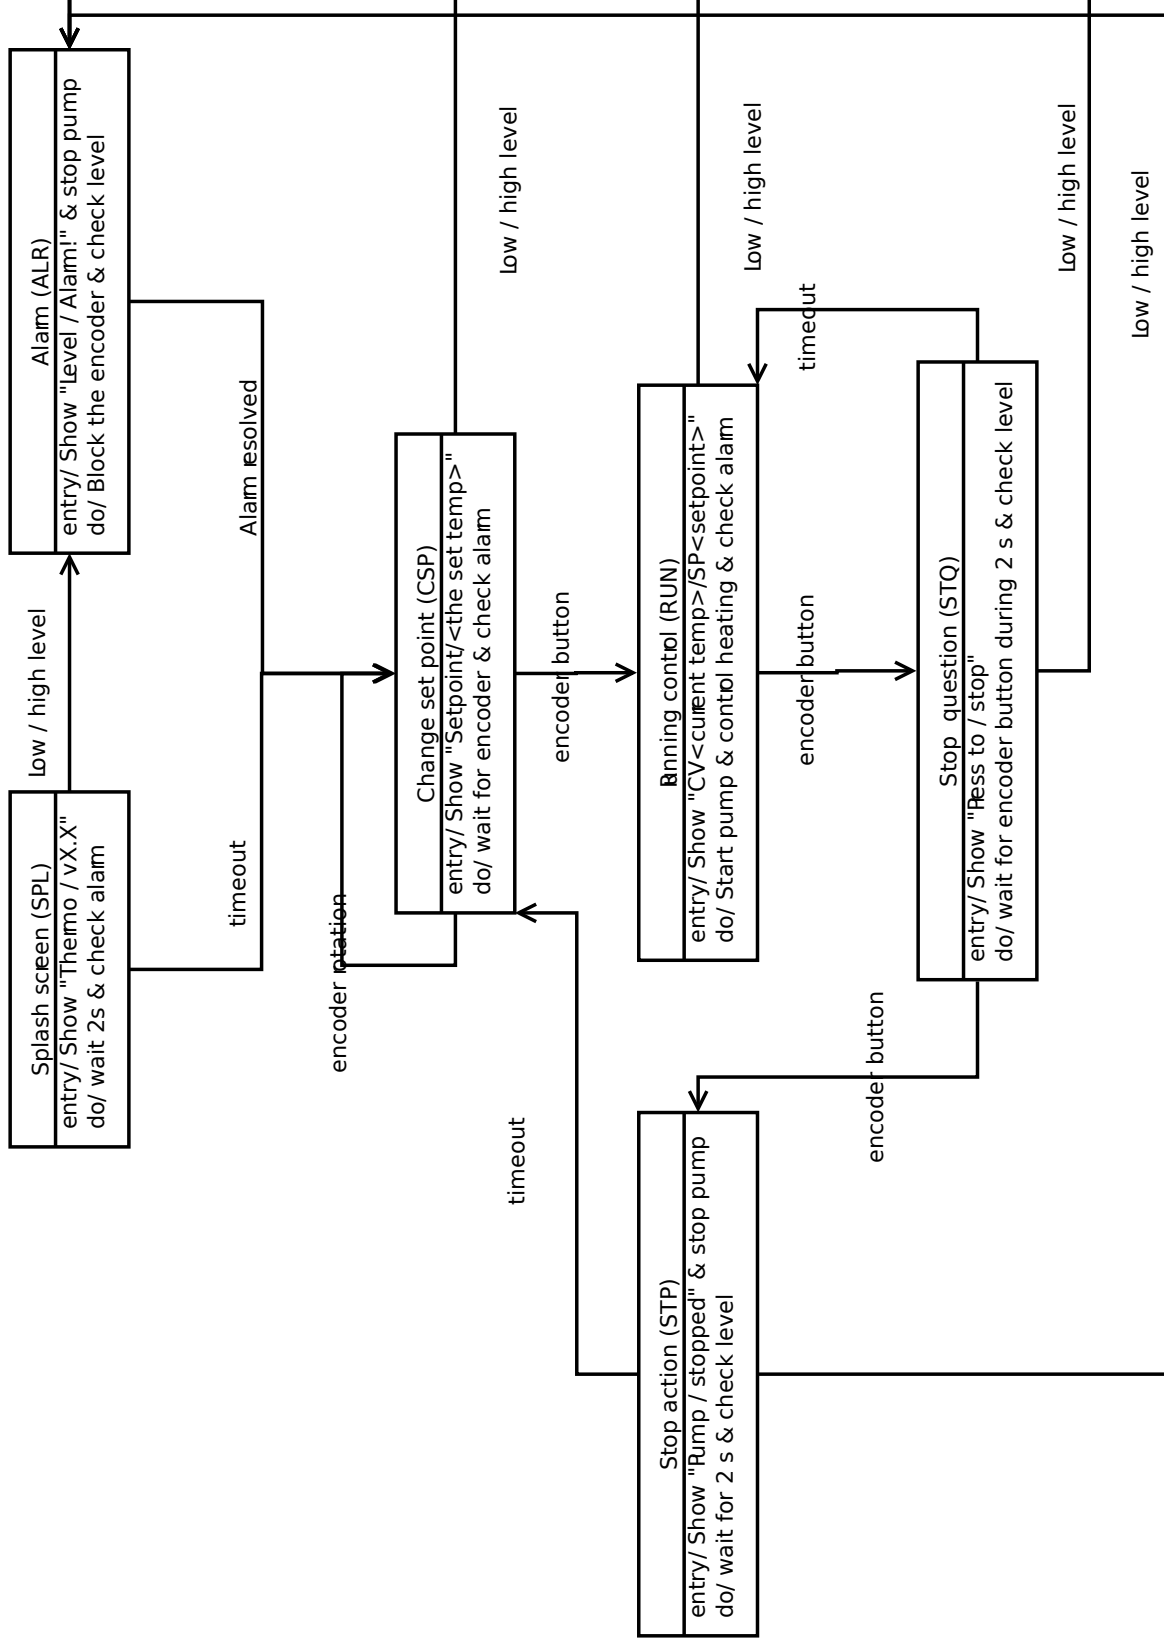 Splash screen (SPL)
entry/ Show "Thermo / vX.X"
do/ wait 2s & check alarm
Low / high level
Alarm (ALR)
entry/ Show "Level / Alarm!" & stop pump
do/ Block the encoder & check level
timeout
Alarm resolved
encoder rotation
Change set point (CSP)
entry/ Show "Setpoint/<the set temp>"
do/ wait for encoder & check alarm
Low / high level
timeout
encoder button
Stop action (STP)
entry/ Show "Pump / stopped" & stop pump
do/ wait for 2 s & check level
Running control (RUN)
entry/ Show "CV<current temp>/SP<setpoint>"
do/ Start pump & control heating & check alarm
Low / high level
encoder button
timeout
encoder button
Stop question (STQ)
entry/ Show "Press to / stop"
do/ wait for encoder button during 2 s & check level
Low / high level
Low / high level